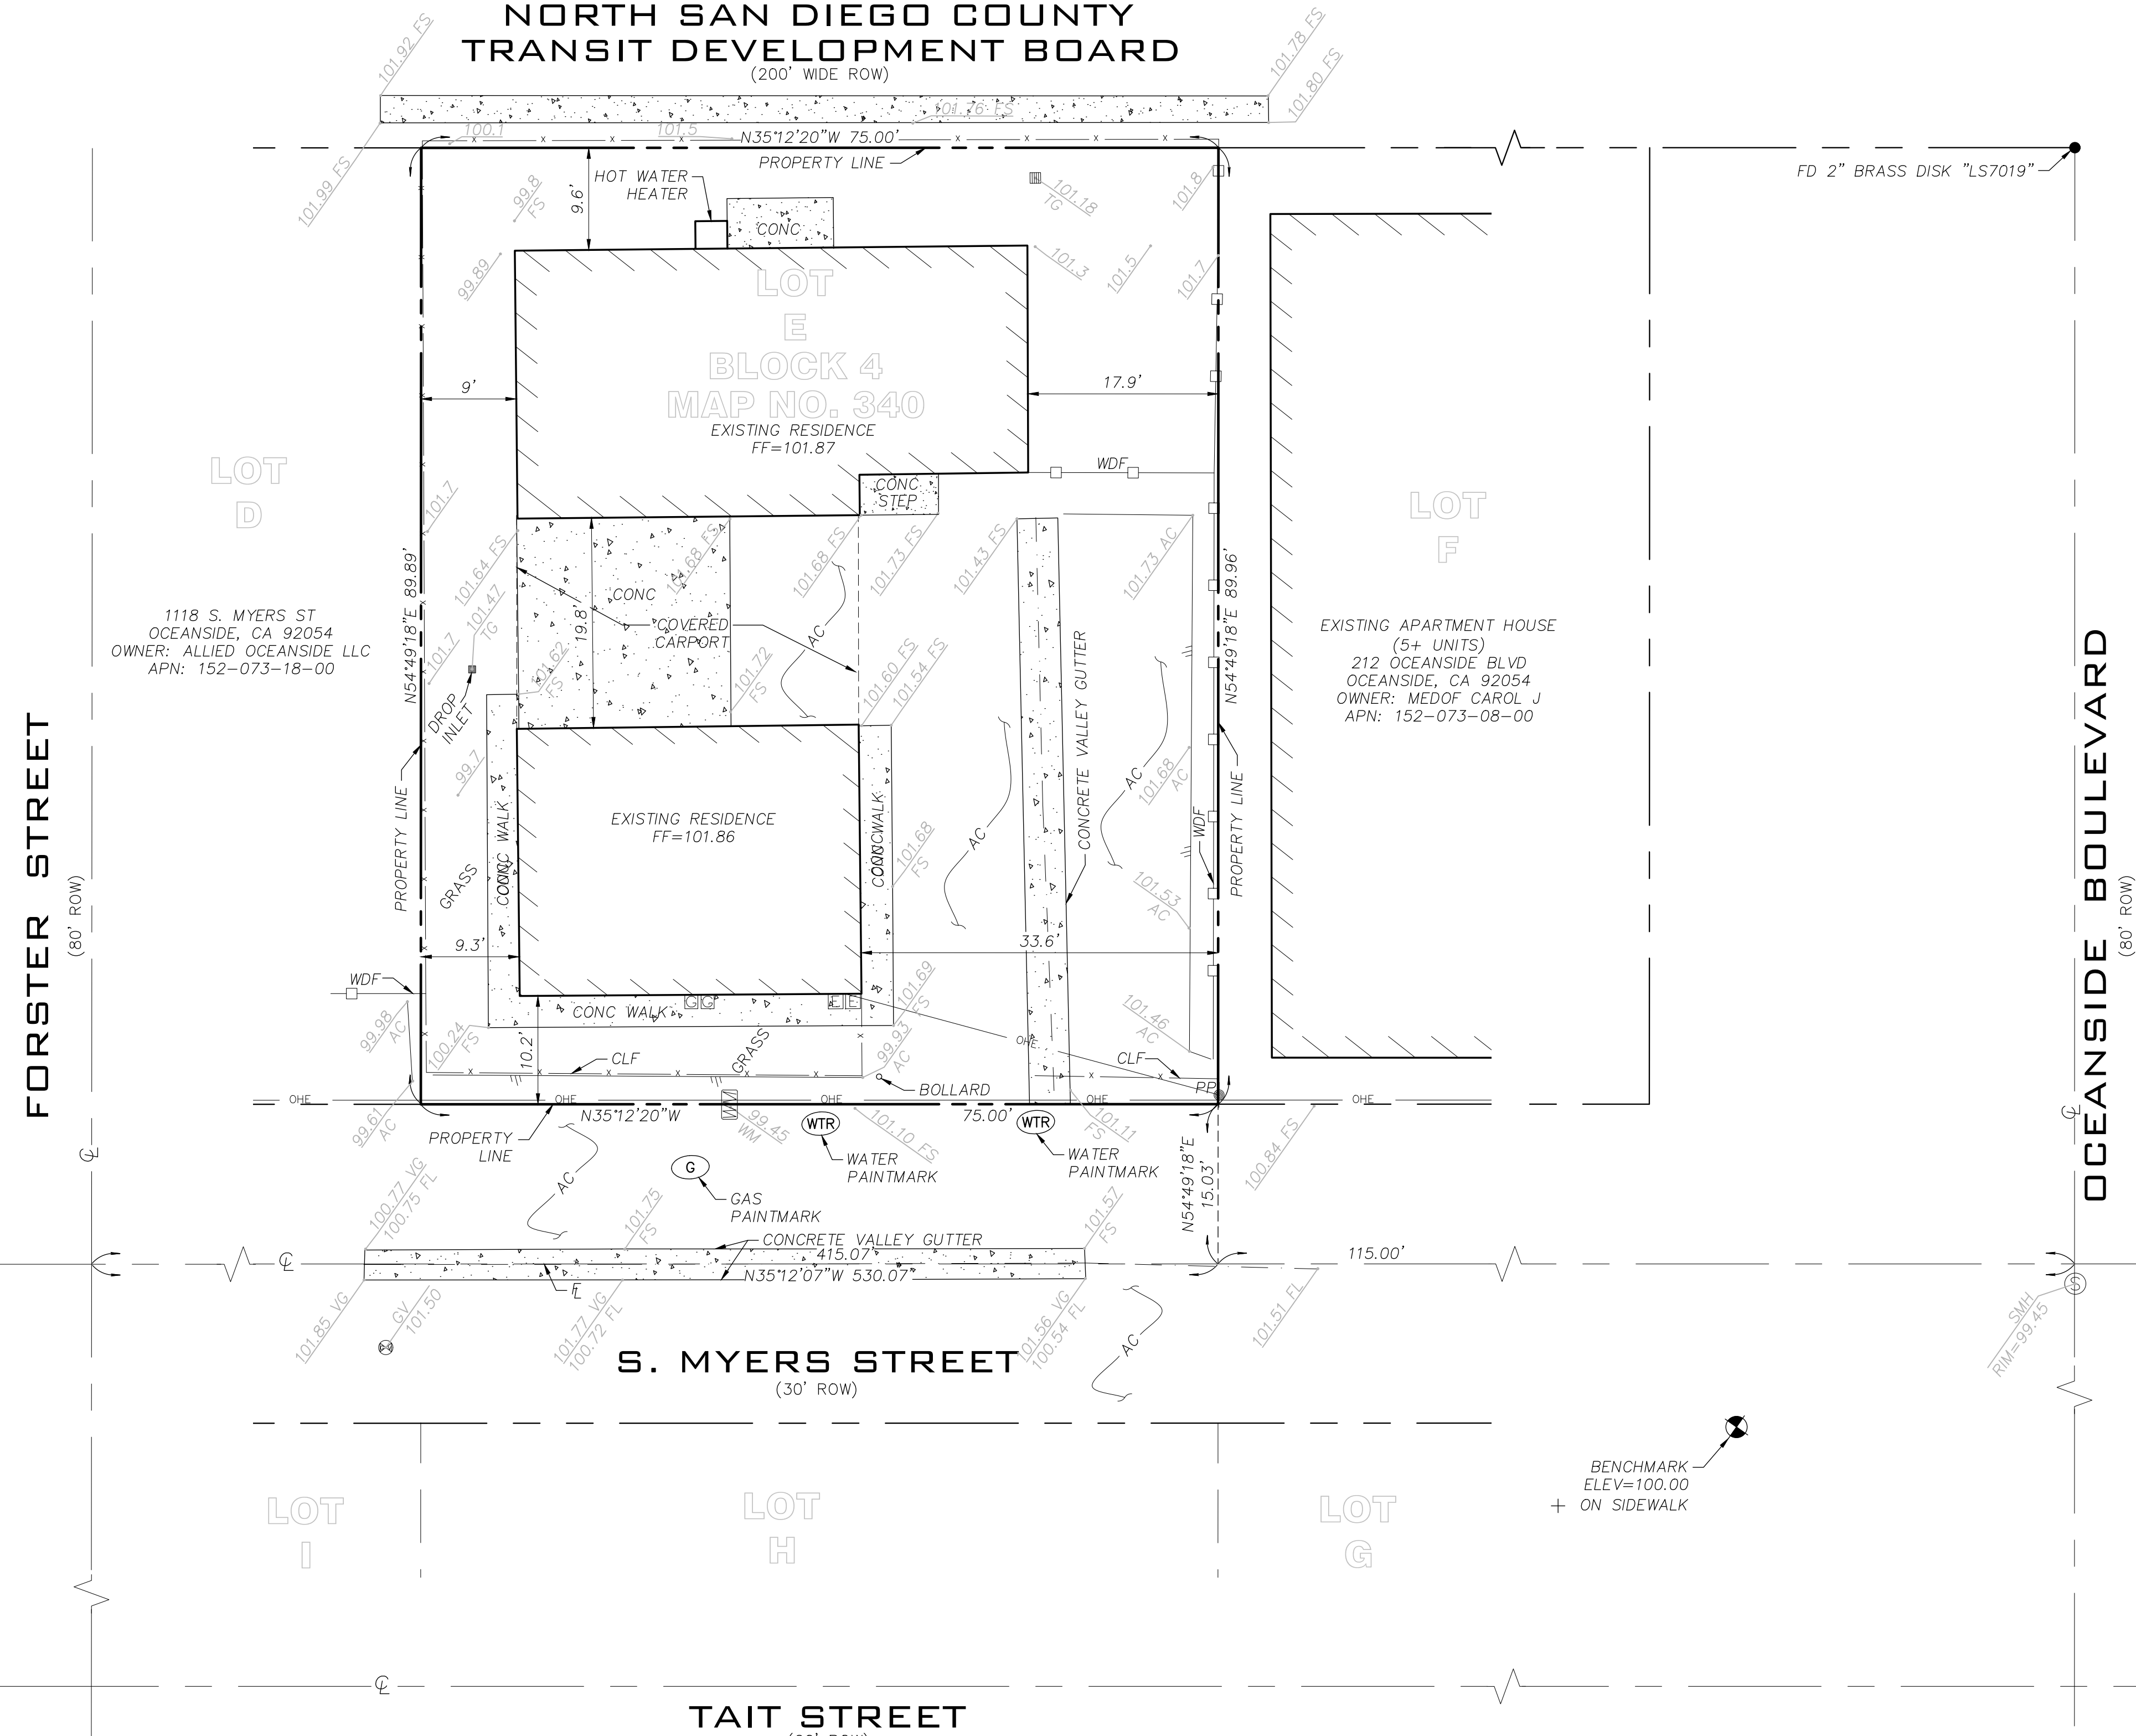 NORTH SAN DIEGO COUNTY
TRANSIT DEVELOPMENT BOARD
(200' WIDE ROW)
101.92 FS
101.78 FS
101.80 FS
101.76 FS
100.1
101.5
N35°12'20"W 75.00'
PROPERTY LINE
FD 2" BRASS DISK "LS7019"
101.99 FS
99.8
FS
9.6'
HOT WATER
HEATER
CONC
101.18
TG
101.8
99.89
101.3
101.5
101.7
LOT
E
BLOCK 4
MAP NO. 340
EXISTING RESIDENCE
FF=101.87
9'
17.9'
WDF
CONC
STEP
LOT
D
LOT
F
101.7
101.64 FS
101.47
TG
101.68 FS
101.68 FS
101.73 FS
101.43 FS
101.73 AC
N54°49'18"E 89.89'
N54°49'18"E 89.96'
CONC
19.8'
COVERED
CARPORT
AC
1118 S. MYERS ST
OCEANSIDE, CA 92054
OWNER: ALLIED OCEANSIDE LLC
APN: 152-073-18-00
EXISTING APARTMENT HOUSE
(5+ UNITS)
212 OCEANSIDE BLVD
OCEANSIDE, CA 92054
OWNER: MEDOF CAROL J
APN: 152-073-08-00
101.7
DROP
INLET
101.62
FS
101.72
FS
101.60 FS
101.54 FS
99.7
CONCRETE VALLEY GUTTER
AC
AC
101.68
AC
PROPERTY LINE
GRASS
CONC WALK
EXISTING RESIDENCE
FF=101.86
CONC WALK
101.68
FS
101.53
AC
WDF
PROPERTY LINE
9.3'
33.6'
WDF
99.98
AC
100.24
FS
CONC WALK
G G
E E
101.69
FS
99.93
AC
101.46
AC
10.2'
CLF
GRASS
OHE
CLF
BOLLARD
PP
OHE
OHE
OHE
OHE
OHE
99.61
AC
N35°12'20"W
75.00'
PROPERTY
LINE
99.45
WM
WTR
101.10 FS
WTR
101.11
FS
WATER
PAINTMARK
WATER
PAINTMARK
100.84 FS
N54°49'18"E
15.03'
AC
G
GAS
PAINTMARK
100.77 VG
100.75 FL
101.75
FS
101.57
FS
CONCRETE VALLEY GUTTER
415.07'
N35°12'07"W 530.07'
115.00'
FL
CL
CL
CL
101.85 VG
GV
101.50
101.77 VG
100.72 FL
101.56 VG
100.54 FL
101.51 FL
AC
S
SMH
RIM=99.45
S. MYERS STREET
(30' ROW)
FORSTER STREET
(80' ROW)
OCEANSIDE BOULEVARD
(80' ROW)
BENCHMARK
ELEV=100.00
+ ON SIDEWALK
LOT
I
LOT
H
LOT
G
CL
TAIT STREET